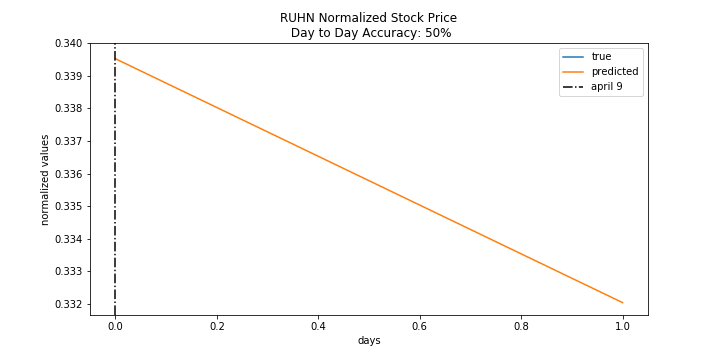 RUHN Normalized Stock Price
Day to Day Accuracy: 50%
true
predicted
april 9
normalized values
0.340
0.339
0.338
0.337
0.336
0.335
0.334
0.333
0.332
0.0 0.2 0.4 0.6 0.8 1.0
days